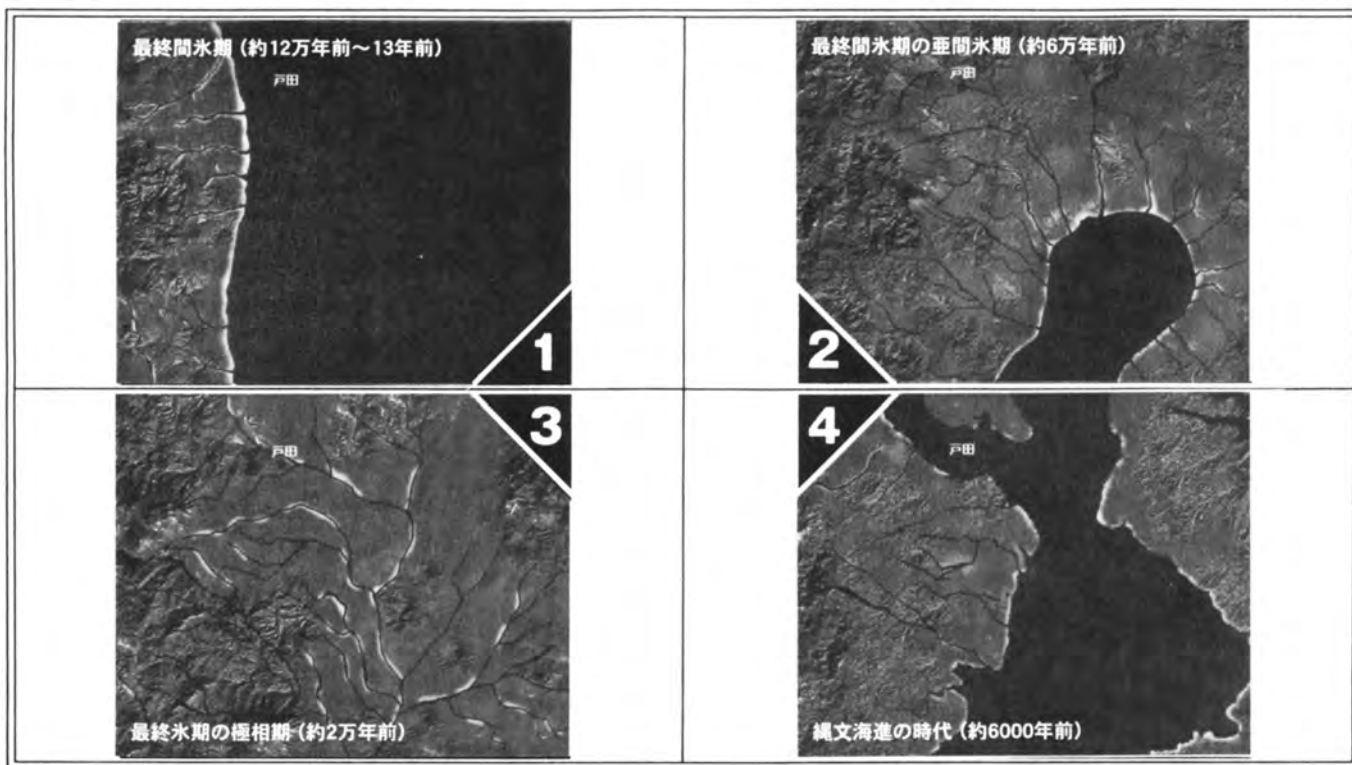 最終間氷期（約12万年前〜13年前）
戸田
1
最終間氷期の亜間氷期（約6万年前）
戸田
2
戸田
3
最終氷期の極相期（約2万年前）
戸田
4
縄文海進の時代（約6000年前）